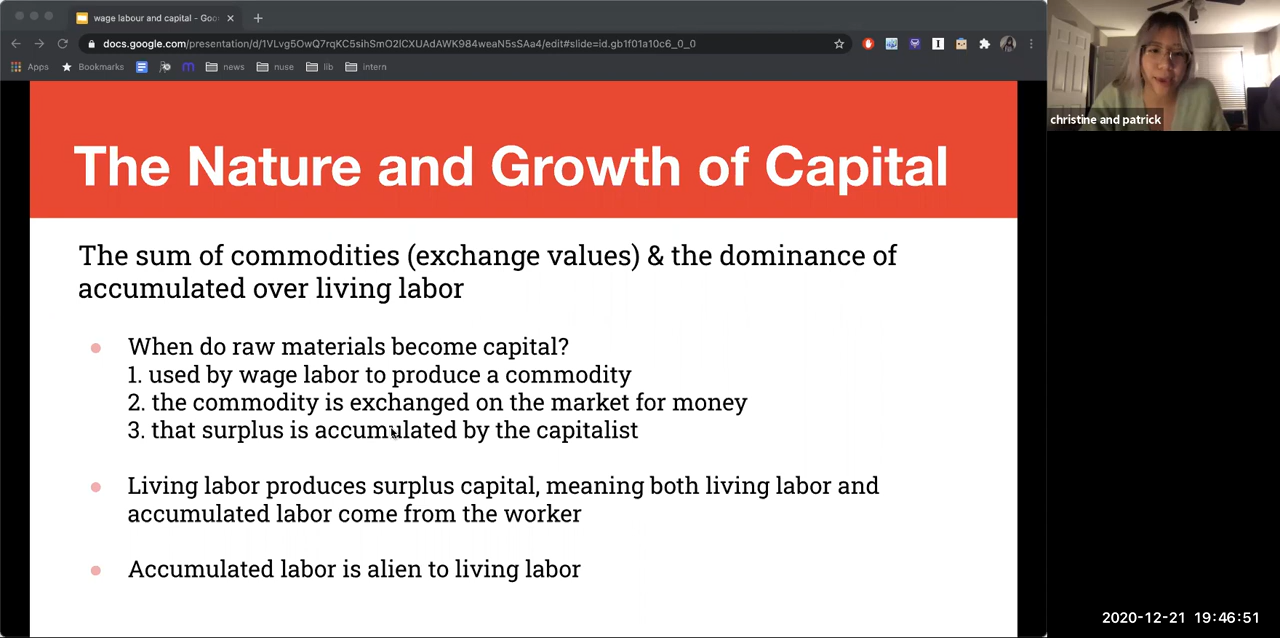 wage labour and capital - Goo
docs.google.com/presentation/d/1VLvg5OwQ7rqKC5sihSmO2ICXUAdAWK984weaN5sSAa4/edit#slide=id.gb1f01a10c6_0_0
Apps Bookmarks news nuse lib intern
christine and patrick
The Nature and Growth of Capital
The sum of commodities (exchange values) & the dominance of
accumulated over living labor
● When do raw materials become capital?
1. used by wage labor to produce a commodity
2. the commodity is exchanged on the market for money
3. that surplus is accumulated by the capitalist
● Living labor produces surplus capital, meaning both living labor and
accumulated labor come from the worker
● Accumulated labor is alien to living labor
2020-12-21 19:46:51